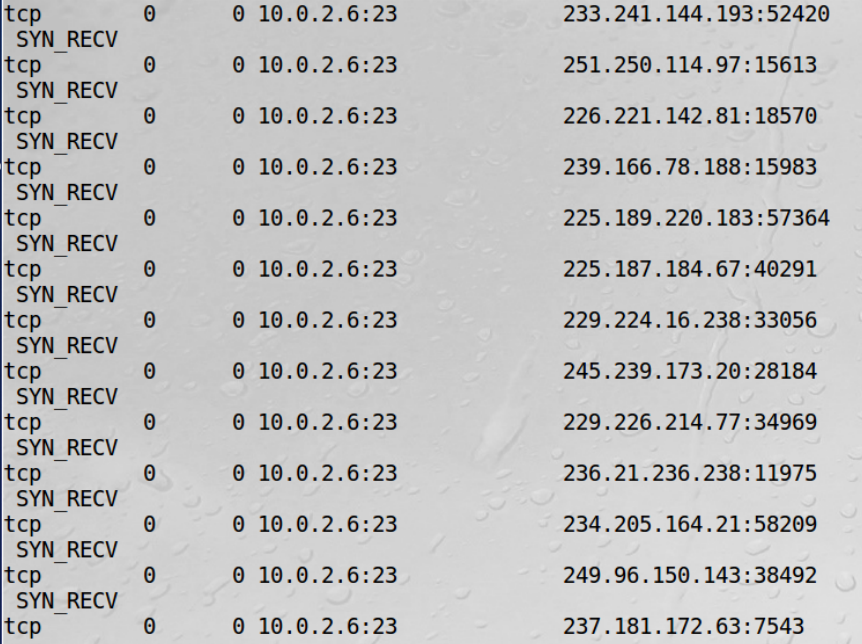 tcp 0 0 10.0.2.6:23 233.241.144.193:52420
SYN_RECV
tcp 0 0 10.0.2.6:23 251.250.114.97:15613
SYN_RECV
tcp 0 0 10.0.2.6:23 226.221.142.81:18570
SYN_RECV
tcp 0 0 10.0.2.6:23 239.166.78.188:15983
SYN_RECV
tcp 0 0 10.0.2.6:23 225.189.220.183:57364
SYN_RECV
tcp 0 0 10.0.2.6:23 225.187.184.67:40291
SYN_RECV
tcp 0 0 10.0.2.6:23 229.224.16.238:33056
SYN_RECV
tcp 0 0 10.0.2.6:23 245.239.173.20:28184
SYN_RECV
tcp 0 0 10.0.2.6:23 229.226.214.77:34969
SYN_RECV
tcp 0 0 10.0.2.6:23 236.21.236.238:11975
SYN_RECV
tcp 0 0 10.0.2.6:23 234.205.164.21:58209
SYN_RECV
tcp 0 0 10.0.2.6:23 249.96.150.143:38492
SYN_RECV
tcp 0 0 10.0.2.6:23 237.181.172.63:7543